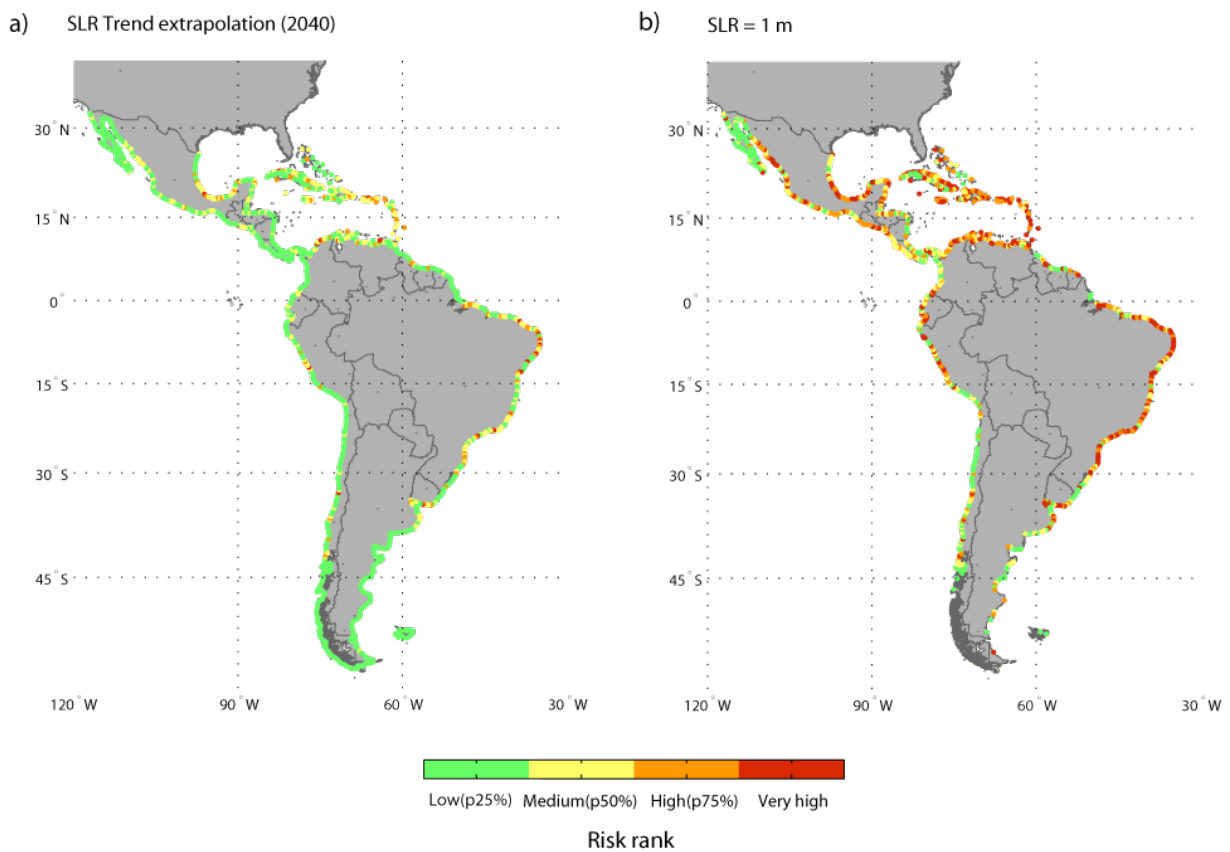 a) SLR Trend extrapolation (2040)
b) SLR = 1 m
30° N
15° N
0°
15° S
30° S
45° S
120° W
90° W
60° W
30° W
30° N
15° N
0°
15° S
30° S
45° S
120° W
90° W
60° W
30° W
Low(p25%) Medium(p50%) High(p75%) Very high
Risk rank